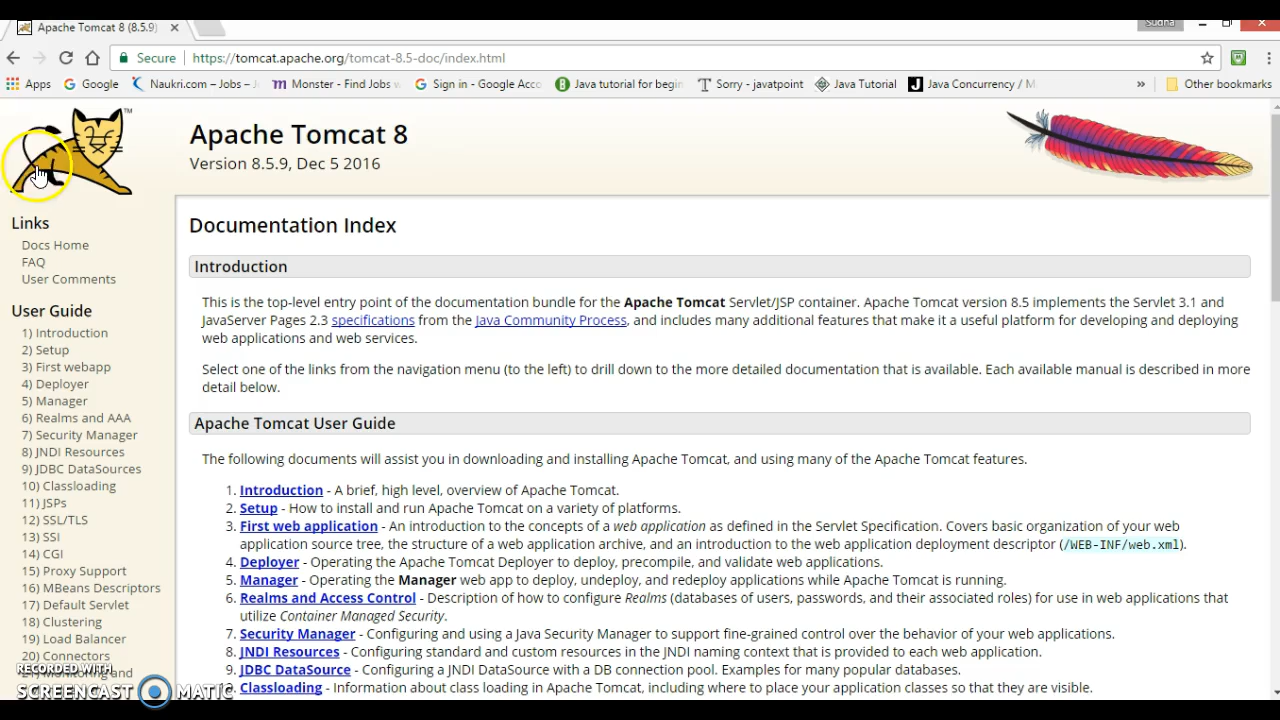 Apache Tomcat 8 (8.5.9)
Sudha
Secure
https://tomcat.apache.org/tomcat-8.5-doc/index.html
Apps
Google
Naukri.com – Jobs –
Monster - Find Jobs
Sign in - Google Acc
Java tutorial for begin
Sorry - javatpoint
Java Tutorial
Java Concurrency / M
»
Other bookmarks
TM
Apache Tomcat 8
Version 8.5.9, Dec 5 2016
Links
Docs Home
FAQ
User Comments
User Guide
1) Introduction
2) Setup
3) First webapp
4) Deployer
5) Manager
6) Realms and AAA
7) Security Manager
8) JNDI Resources
9) JDBC DataSources
10) Classloading
11) JSPs
12) SSL/TLS
13) SSI
14) CGI
15) Proxy Support
16) MBeans Descriptors
17) Default Servlet
18) Clustering
19) Load Balancer
20) Connectors
21) Monitoring and
Documentation Index
Introduction
This is the top-level entry point of the documentation bundle for the Apache Tomcat Servlet/JSP container. Apache Tomcat version 8.5 implements the Servlet 3.1 and
JavaServer Pages 2.3 specifications from the Java Community Process, and includes many additional features that make it a useful platform for developing and deploying
web applications and web services.
Select one of the links from the navigation menu (to the left) to drill down to the more detailed documentation that is available. Each available manual is described in more
detail below.
Apache Tomcat User Guide
The following documents will assist you in downloading and installing Apache Tomcat, and using many of the Apache Tomcat features.
1. Introduction - A brief, high level, overview of Apache Tomcat.
2. Setup - How to install and run Apache Tomcat on a variety of platforms.
3. First web application - An introduction to the concepts of a web application as defined in the Servlet Specification. Covers basic organization of your web
application source tree, the structure of a web application archive, and an introduction to the web application deployment descriptor (/WEB-INF/web.xml).
4. Deployer - Operating the Apache Tomcat Deployer to deploy, precompile, and validate web applications.
5. Manager - Operating the Manager web app to deploy, undeploy, and redeploy applications while Apache Tomcat is running.
6. Realms and Access Control - Description of how to configure Realms (databases of users, passwords, and their associated roles) for use in web applications that
utilize Container Managed Security.
7. Security Manager - Configuring and using a Java Security Manager to support fine-grained control over the behavior of your web applications.
8. JNDI Resources - Configuring standard and custom resources in the JNDI naming context that is provided to each web application.
9. JDBC DataSource - Configuring a JNDI DataSource with a DB connection pool. Examples for many popular databases.
Classloading - Information about class loading in Apache Tomcat, including where to place your application classes so that they are visible.
RECORDED WITH
SCREENCAST MATIC